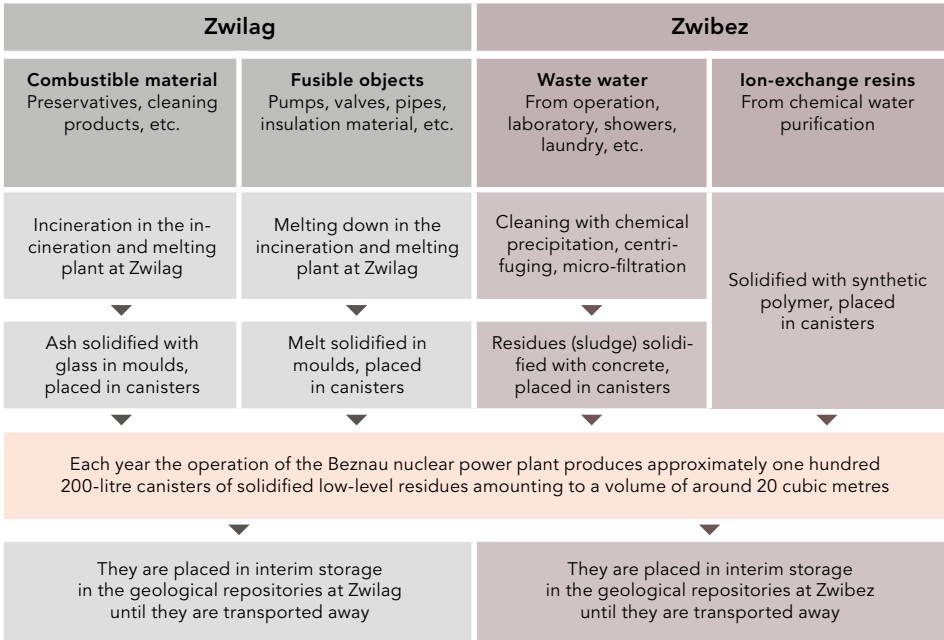 Zwilag
Zwibez
Combustible material
Preservatives, cleaning
products, etc.
Fusible objects
Pumps, valves, pipes,
insulation material, etc.
Waste water
From operation,
laboratory, showers,
laundry, etc.
Ion-exchange resins
From chemical water
purification
Incineration in the in-
cineration and melting
plant at Zwilag
Melting down in the
incineration and melting
plant at Zwilag
Cleaning with chemical
precipitation, centri-
fuging, micro-filtration
Solidified with synthetic
polymer, placed
in canisters
Ash solidified with
glass in moulds,
placed in canisters
Melt solidified in
moulds, placed
in canisters
Residues (sludge) solidi-
fied with concrete,
placed in canisters
Each year the operation of the Beznau nuclear power plant produces approximately one hundred
200-litre canisters of solidified low-level residues amounting to a volume of around 20 cubic metres
They are placed in interim storage
in the geological repositories at Zwilag
until they are transported away
They are placed in interim storage
in the geological repositories at Zwibez
until they are transported away